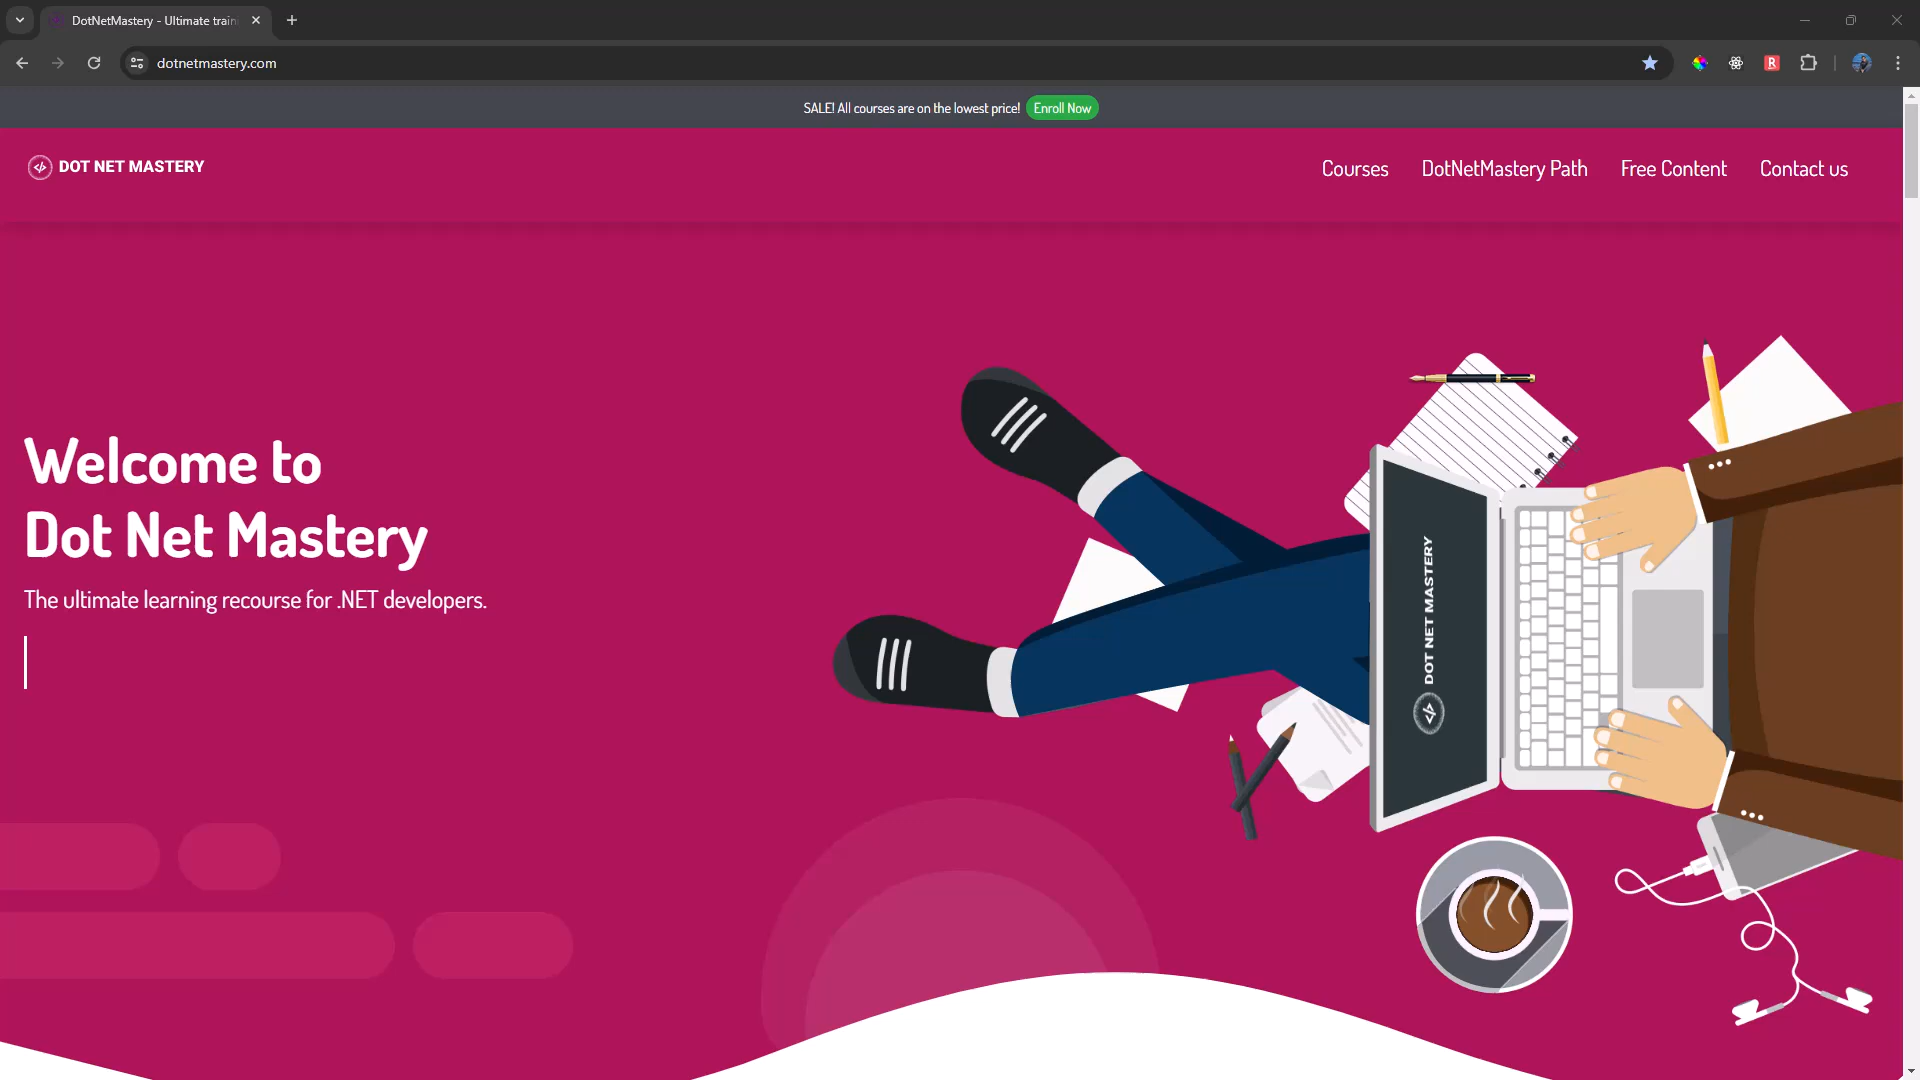 DotNetMastery - Ultimate train
dotnetmastery.com
R
SALE! All courses are on the lowest price! Enroll Now
DOT NET MASTERY
Courses DotNetMastery Path Free Content Contact us
Welcome to
Dot Net Mastery
The ultimate learning recourse for .NET developers.
DOT NET MASTERY